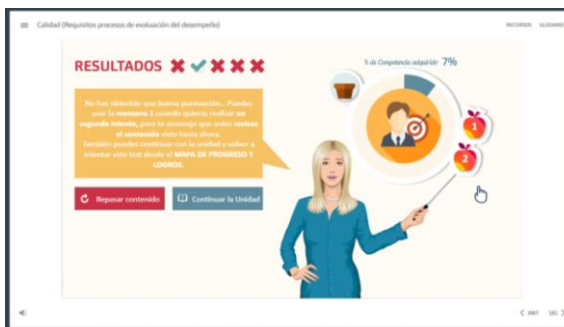 Calidad (Requisitos procesos de evaluación del desempeño)
RECURSOS GLOSARIO
RESULTADOS
% de Competencia adquirida 7%
No has obtenido una buena puntuación... Puedes
usar la manzana 1 cuando quieras realizar un
segundo intento, pero te aconsejo que antes revises
el contenido visto hasta ahora.
También puedes continuar con la unidad y volver a
intentar este test desde el MAPA DE PROGRESO Y
LOGROS.
1
2
Repasar contenido
Continuar la Unidad
ANT SIG